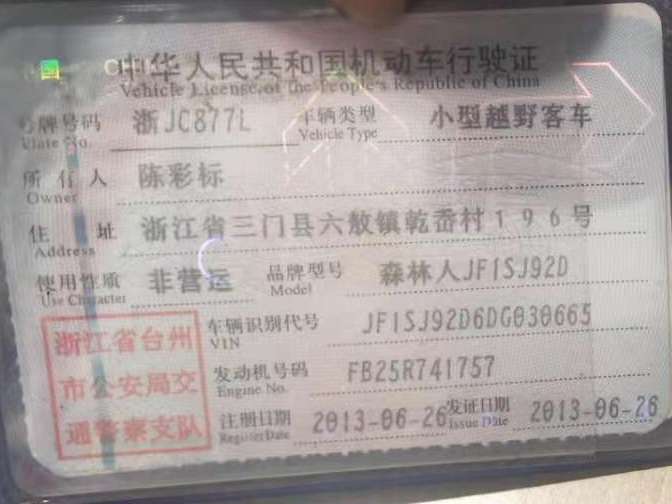 中华人民共和国机动车行驶证
Vehicle License of the People's Republic of China
号牌号码 浙JC877L 车辆类型 小型越野客车
Plate No. Vehicle Type
所有人 陈彩标
Owner
住址 浙江省三门县六敖镇乾岙村196号
Address
使用性质 非营运 品牌型号 森林人JF1SJ92D
Use Character Model
浙江省台州
市公安局交
通警察支队
车辆识别代号 JF1SJ92D6DG030665
VIN
发动机号码 FB25R741757
Engine No.
注册日期 2013-06-26 发证日期 2013-06-26
Register Date Issue Date